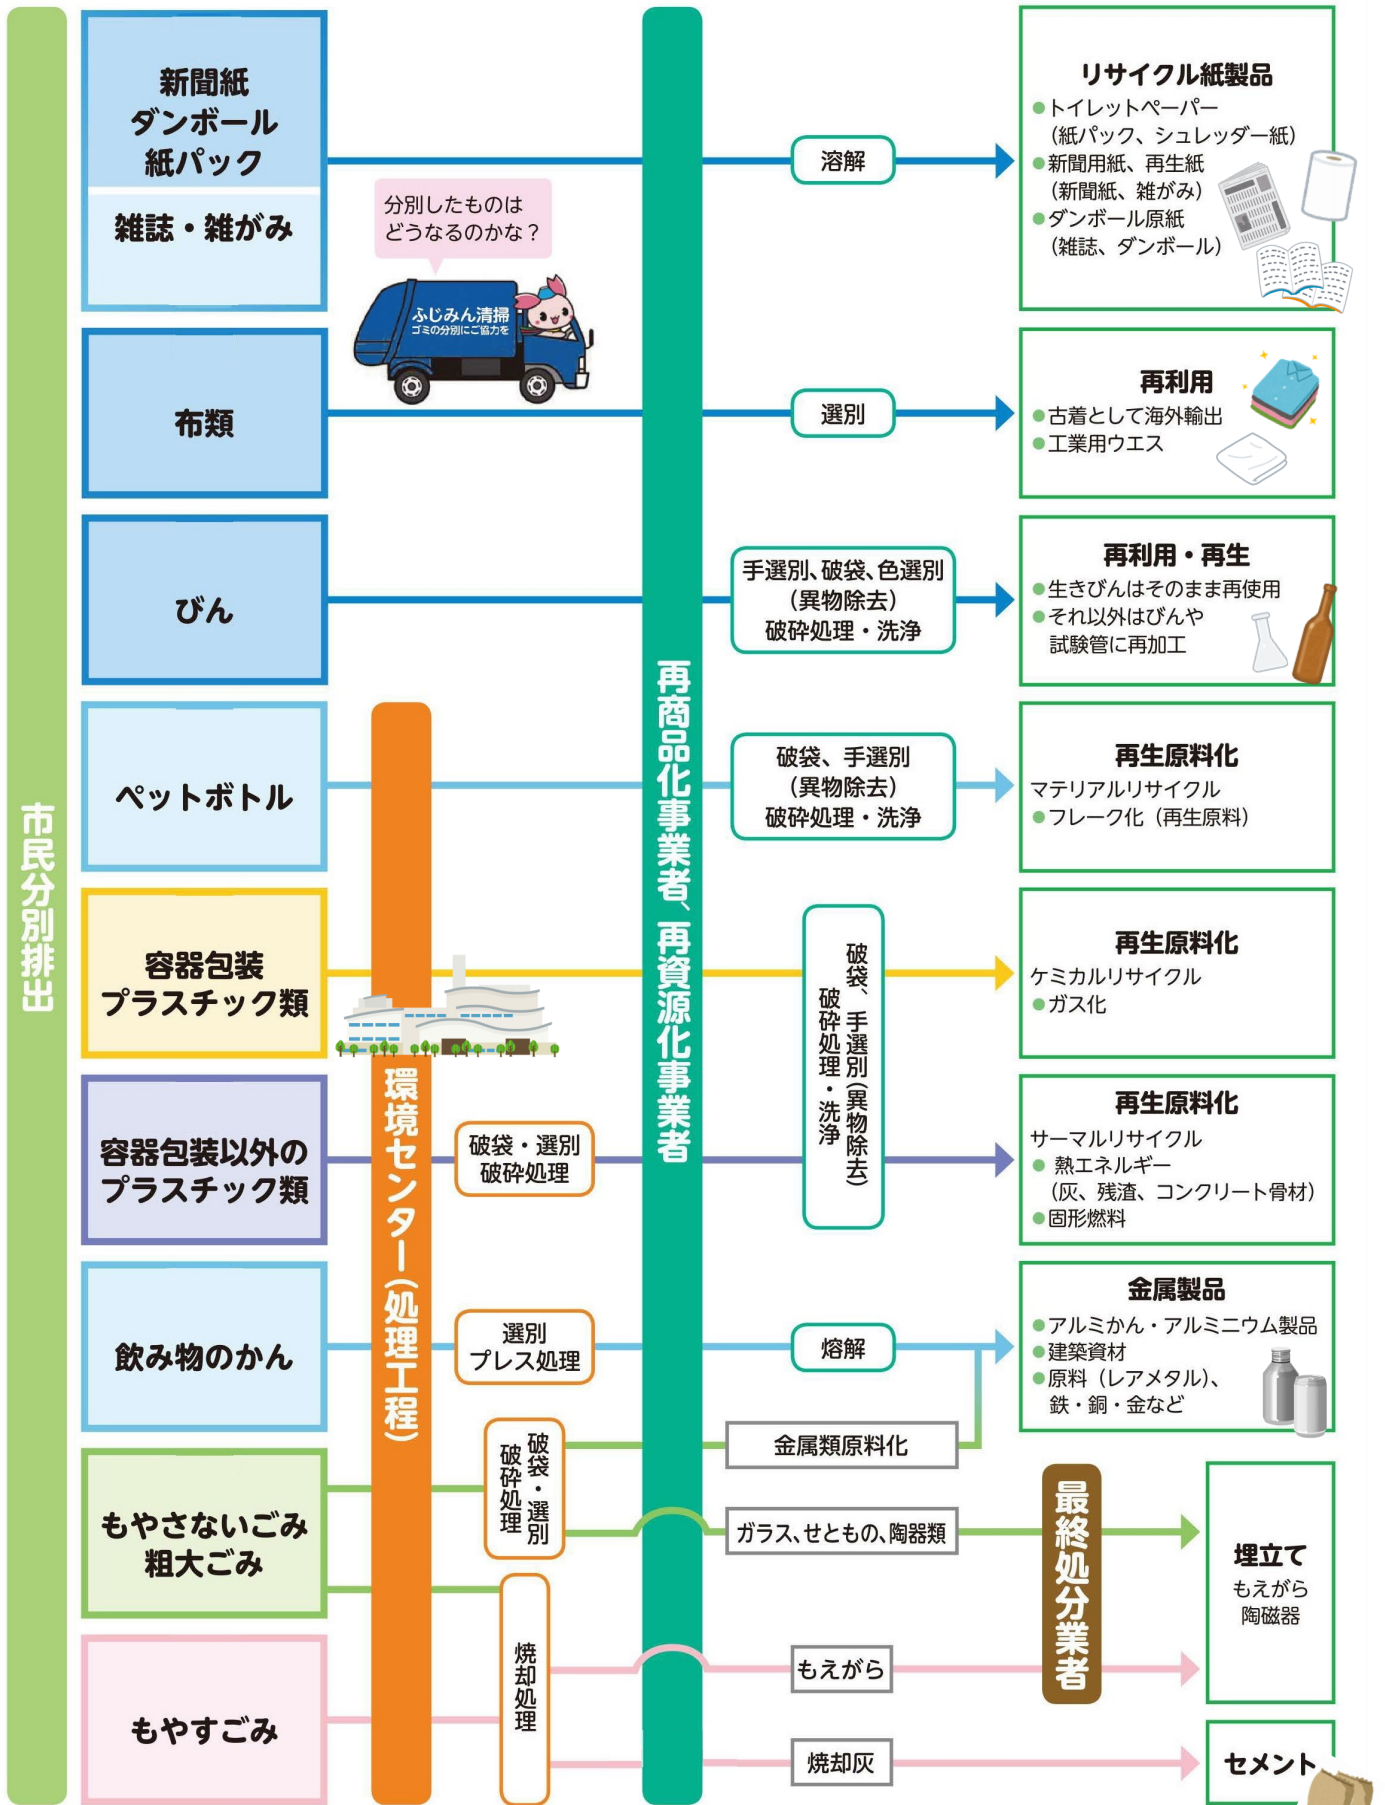 市民分別排出
新聞紙
ダンボール
紙パック
雑誌・雑がみ
分別したものは
どうなるのかな？
ふじみん清掃
ゴミの分別にご協力を
溶解
リサイクル紙製品
●トイレットペーパー
（紙パック、シュレッダー紙）
●新聞用紙、再生紙
（新聞紙、雑がみ）
●ダンボール原紙
（雑誌、ダンボール）
布類
選別
再利用
●古着として海外輸出
●工業用ウエス
びん
手選別、破袋、色選別
（異物除去）
破砕処理・洗浄
再利用・再生
●生きびんはそのまま再使用
●それ以外はびんや
試験管に再加工
再商品化事業者、再資源化事業者
環境センター（処理工程）
ペットボトル
破袋、手選別
（異物除去）
破砕処理・洗浄
再生原料化
マテリアルリサイクル
●フレーク化（再生原料）
容器包装
プラスチック類
破袋、手選別（異物除去）
破砕処理・洗浄
再生原料化
ケミカルリサイクル
●ガス化
容器包装以外の
プラスチック類
破袋・選別
破砕処理
再生原料化
サーマルリサイクル
●熱エネルギー
（灰、残渣、コンクリート骨材）
●固形燃料
飲み物のかん
選別
プレス処理
熔解
金属製品
●アルミかん・アルミニウム製品
●建築資材
●原料（レアメタル）、
鉄・銅・金など
もやさないごみ
粗大ごみ
破袋・選別
破砕処理
金属類原料化
ガラス、せともの、陶器類
最終処分業者
埋立て
もえがら
陶磁器
もやすごみ
焼却処理
もえがら
焼却灰
セメント